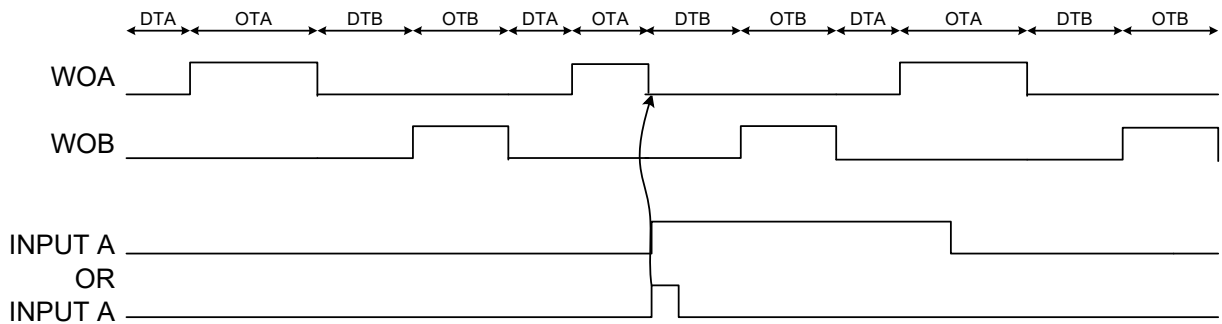 DTA OTA DTB OTB DTA OTA DTB OTB DTA OTA DTB OTB
WOA
WOB
INPUT A
OR
INPUT A